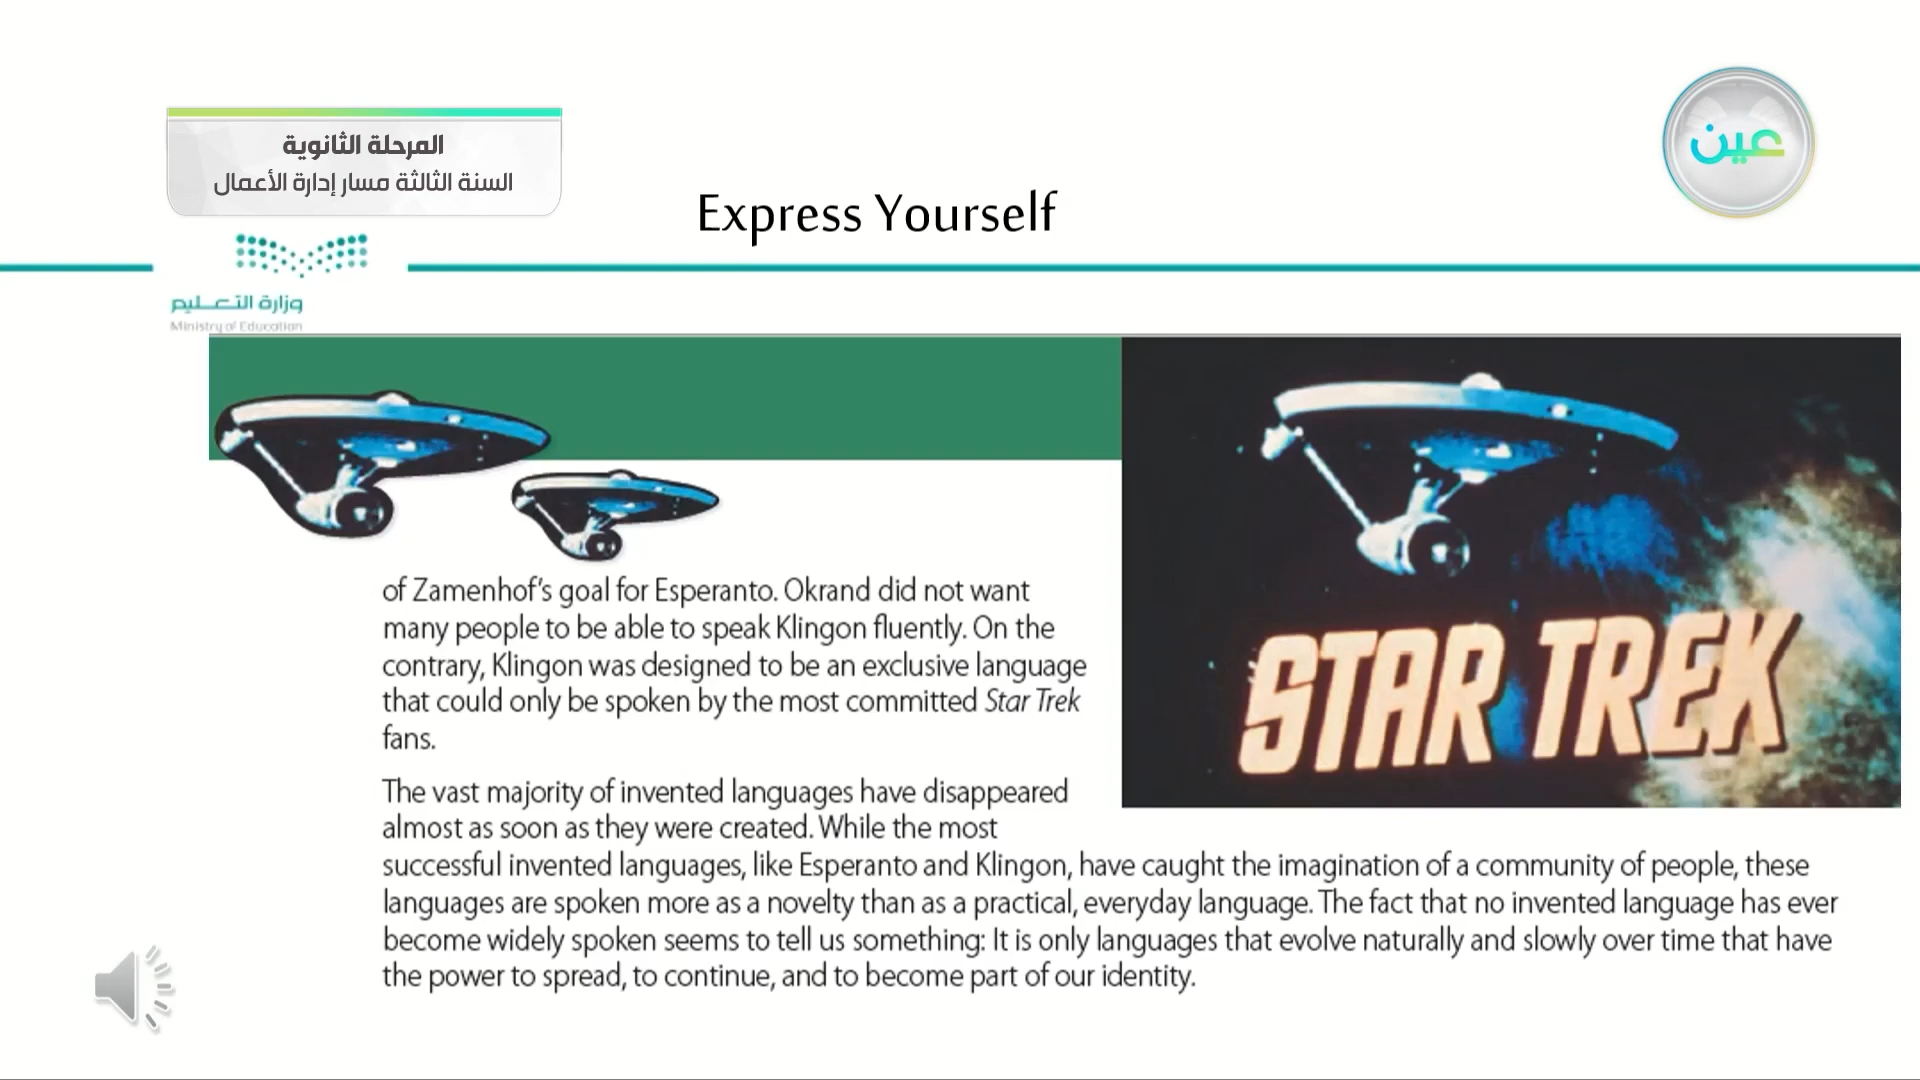 المرحلة الثانوية
السنة الثالثة مسار إدارة الأعمال
عين
Express Yourself
وزارة التعليم
Ministry of Education
STAR TREK
of Zamenhof's goal for Esperanto. Okrand did not want
many people to be able to speak Klingon fluently. On the
contrary, Klingon was designed to be an exclusive language
that could only be spoken by the most committed Star Trek
fans.
The vast majority of invented languages have disappeared
almost as soon as they were created. While the most
successful invented languages, like Esperanto and Klingon, have caught the imagination of a community of people, these
languages are spoken more as a novelty than as a practical, everyday language. The fact that no invented language has ever
become widely spoken seems to tell us something: It is only languages that evolve naturally and slowly over time that have
the power to spread, to continue, and to become part of our identity.